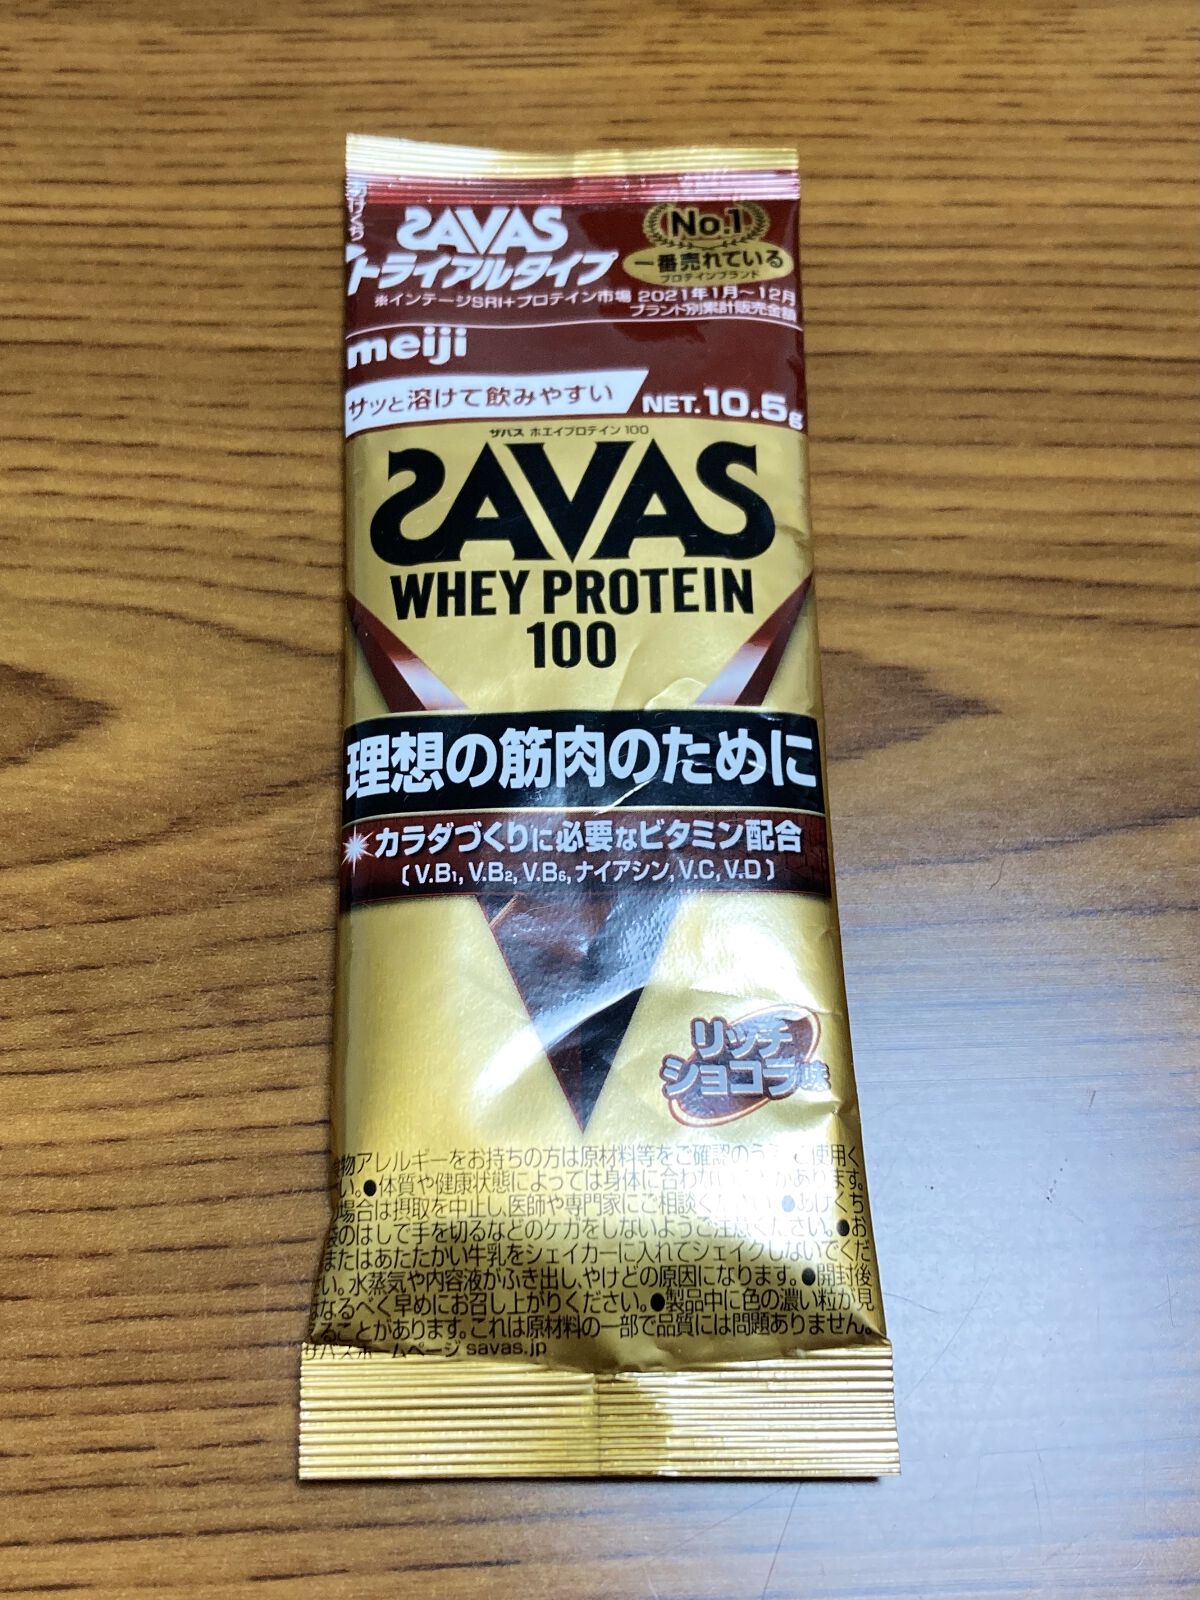 あけくち
SAVAS
トライアルタイプ
No.1
一番売れている
プロテインブランド
※インテージSRI+プロテイン市場 2021年1月〜12月
ブランド別累計販売金額
meiji
サッと溶けて飲みやすい
NET.10.5g
ザバス ホエイプロテイン100
SAVAS
WHEY PROTEIN
100
理想の筋肉のために
カラダづくりに必要なビタミン配合
〔V.B1, V.B2, V.B6, ナイアシン, V.C, V.D〕
リッチ
ショコラ味
物アレルギーをお持ちの方は原材料等をご確認のうえご使用く
い。●体質や健康状態によっては身体に合わないことがあります。
場合は摂取を中止し、医師や専門家にご相談ください。●あけくち
袋のはしで手を切るなどのケガをしないようご注意ください。●お
またはあたたかい牛乳をシェイカーに入れてシェイクしないでくだ
い。水蒸気や内容液がふき出し、やけどの原因になります。●開封後
はなるべく早めにお召し上がりください。●製品中に色の濃い粒が見
えることがあります。これは原材料の一部で品質には問題ありません。
ザバスホームページ savas.jp